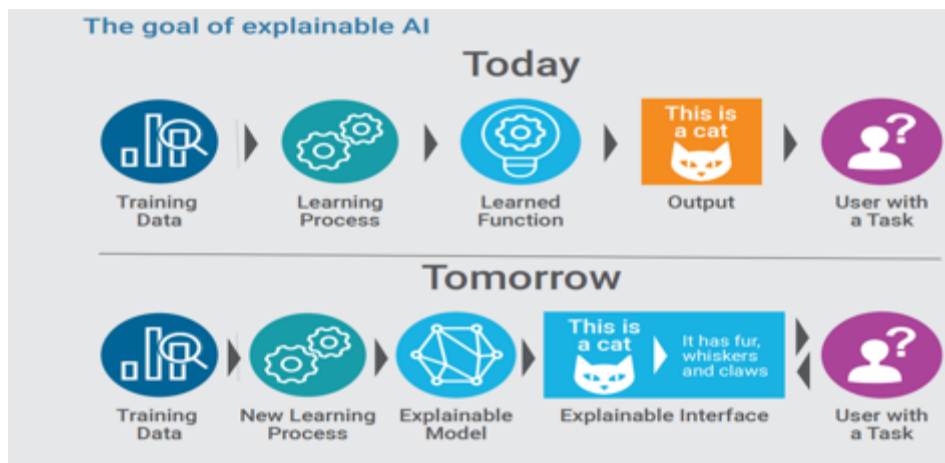 The goal of explainable AI
Today
This is
a cat
Training
Data
Learning
Process
Learned
Function
Output
User with
a Task
Tomorrow
This is
a cat
It has fur,
whiskers
and claws
Training
Data
New Learning
Process
Explainable
Model
Explainable Interface
User with
a Task